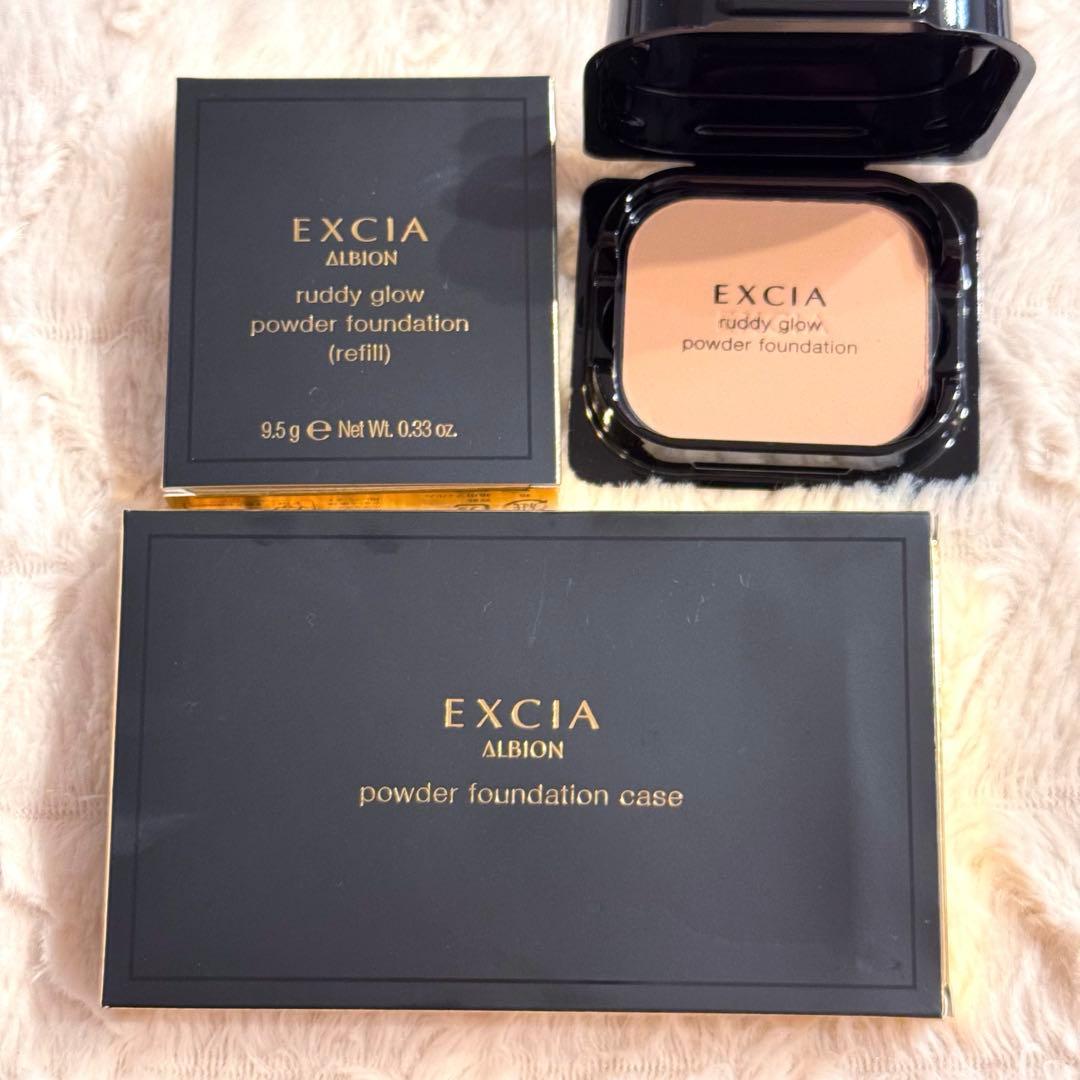 EXCIA
ALBION
ruddy glow
powder foundation
(refill)
9.5 g ℮ Net Wt. 0.33 oz.
EXCIA
ruddy glow
powder foundation
EXCIA
ALBION
powder foundation case